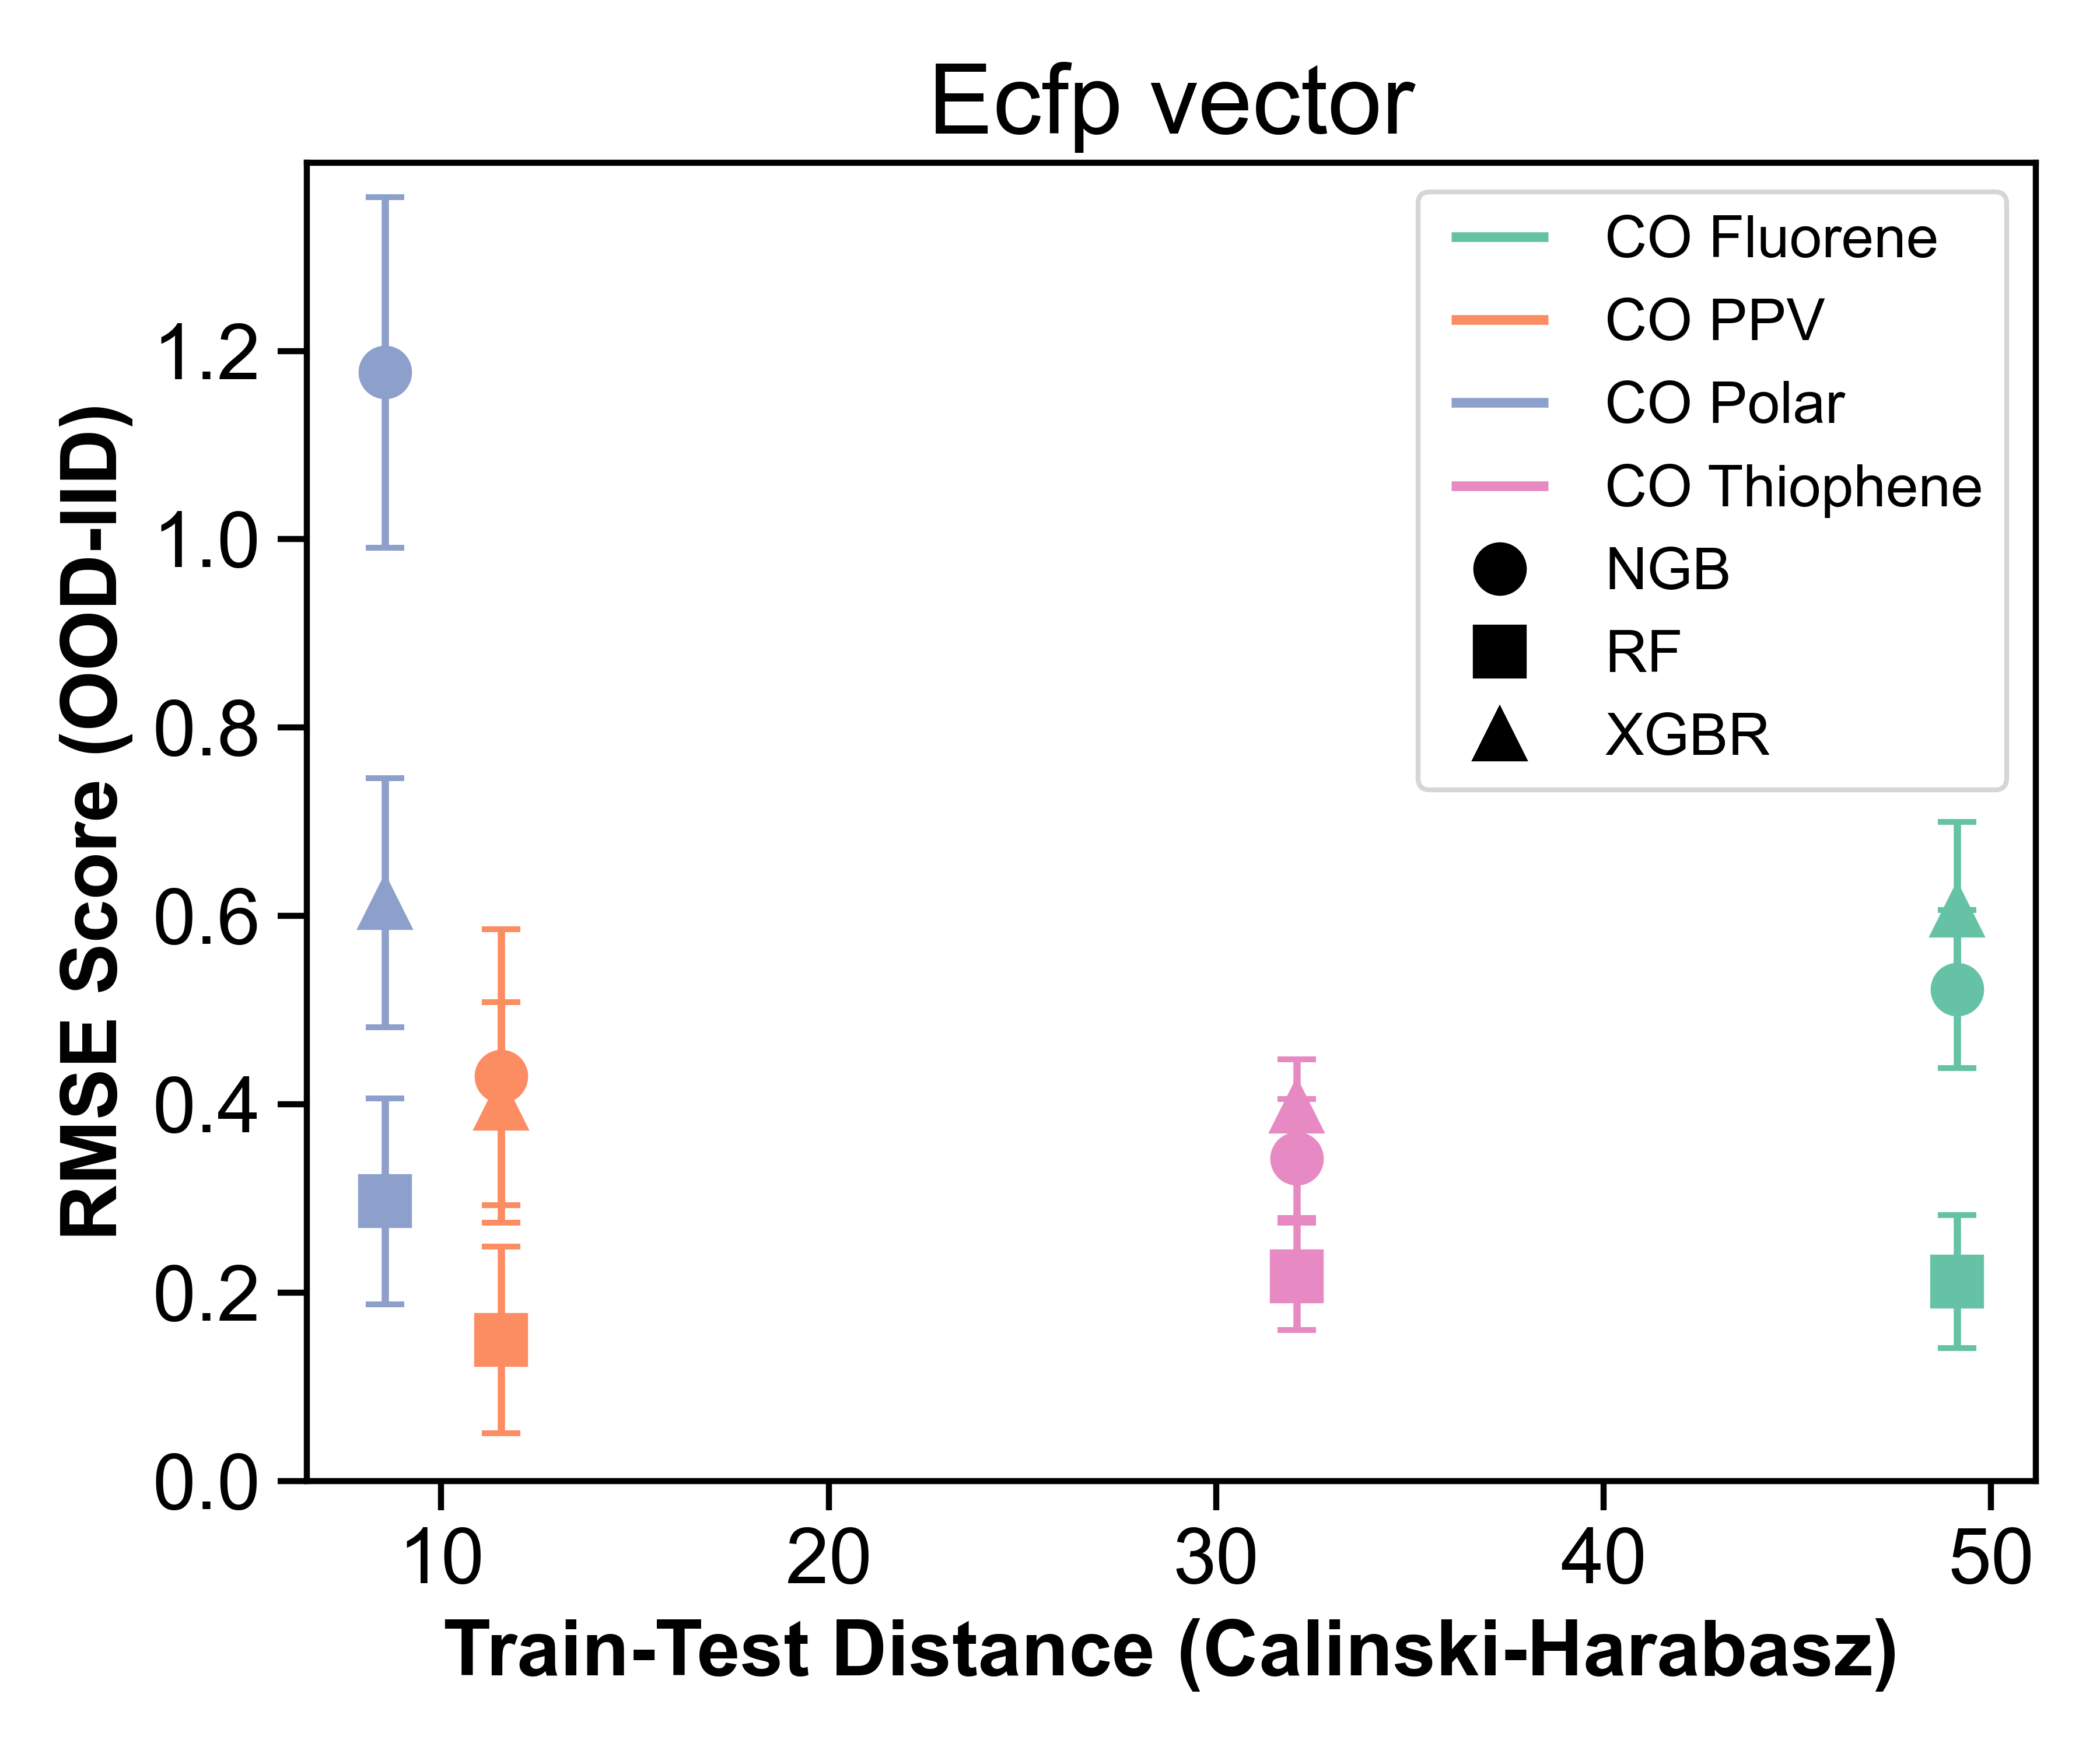 Ecfp vector
RMSE Score (OOD-IID)
1.2
1.0
0.8
0.6
0.4
0.2
0.0
CO Fluorene
CO PPV
CO Polar
CO Thiophene
NGB
RF
XGBR
10 20 30 40 50
Train-Test Distance (Calinski-Harabasz)